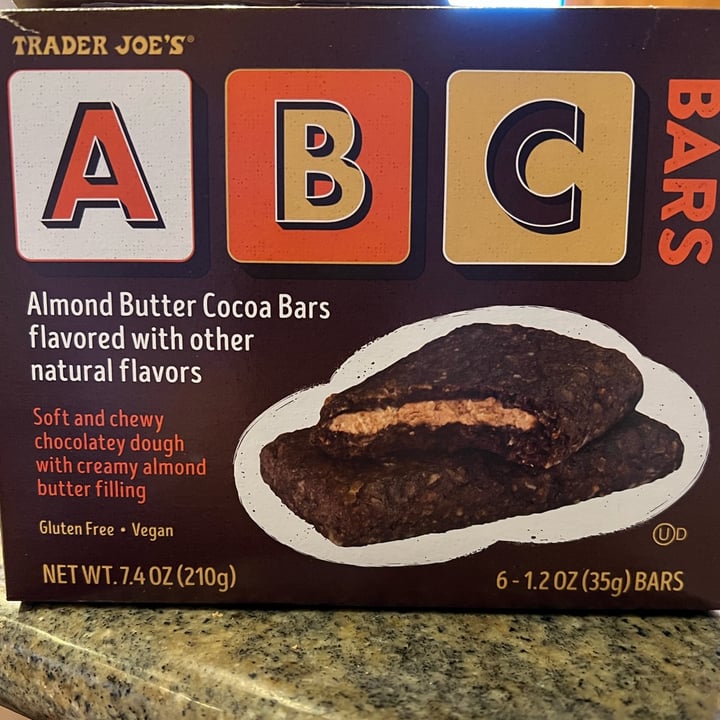 TRADER JOE'S®
A B C BARS
Almond Butter Cocoa Bars
flavored with other
natural flavors
Soft and chewy
chocolatey dough
with creamy almond
butter filling
Gluten Free • Vegan
UD
NET WT. 7.4 OZ (210g)
6 - 1.2 OZ (35g) BARS